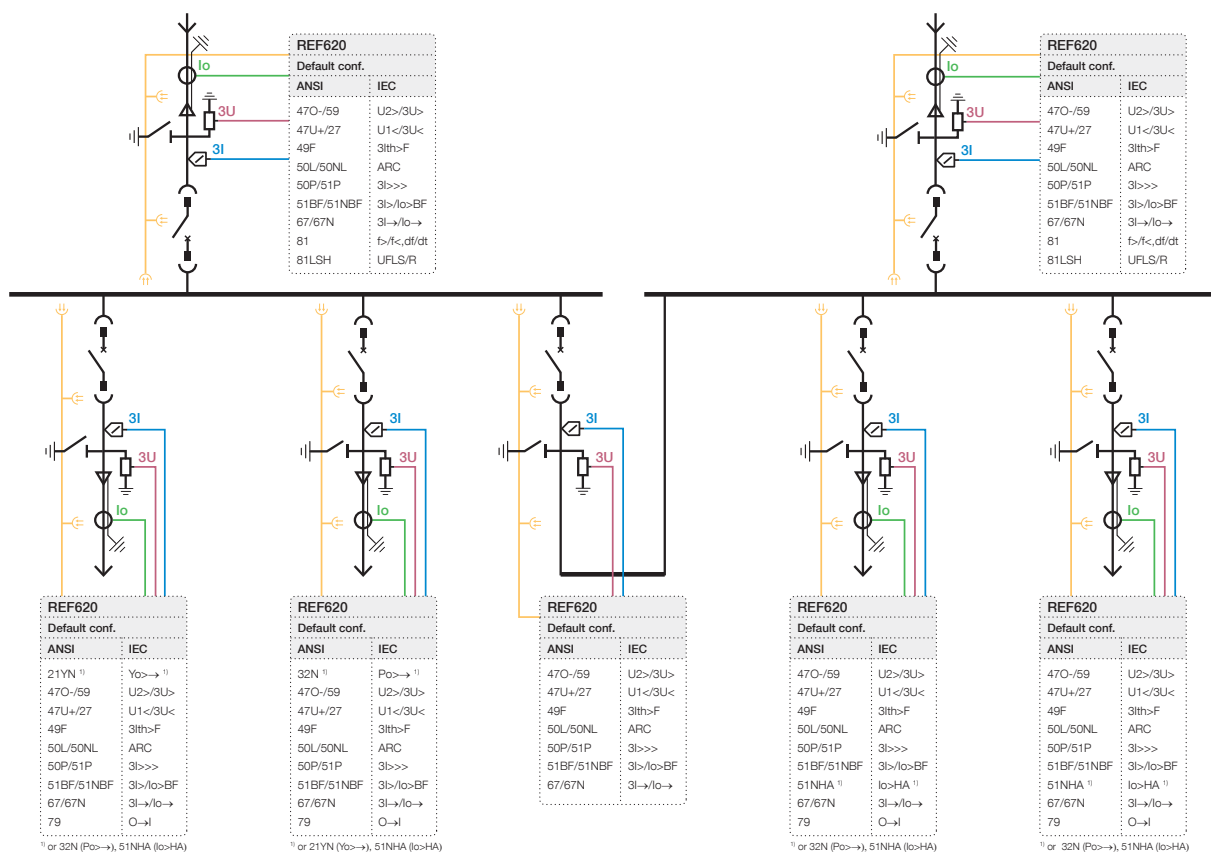 REF620
Default conf.
ANSI IEC
47O-/59 U2>/3U>
47U+/27 U1</3U<
49F 3Ith>F
50L/50NL ARC
50P/51P 3I>>>
51BF/51NBF 3I>/Io>BF
67/67N 3I→/Io→
81 f>/f<,df/dt
81LSH UFLS/R
Io
3U
3I
REF620
Default conf.
ANSI IEC
47O-/59 U2>/3U>
47U+/27 U1</3U<
49F 3Ith>F
50L/50NL ARC
50P/51P 3I>>>
51BF/51NBF 3I>/Io>BF
67/67N 3I→/Io→
81 f>/f<,df/dt
81LSH UFLS/R
Io
3U
3I
3I
3U
Io
3I
3U
Io
3I
3U
3I
3U
Io
3I
3U
Io
REF620
Default conf.
ANSI IEC
21YN 1) Yo>→ 1)
47O-/59 U2>/3U>
47U+/27 U1</3U<
49F 3Ith>F
50L/50NL ARC
50P/51P 3I>>>
51BF/51NBF 3I>/Io>BF
67/67N 3I→/Io→
79 O→I
1) or 32N (Po>→), 51NHA (Io>HA)
REF620
Default conf.
ANSI IEC
32N 1) Po>→ 1)
47O-/59 U2>/3U>
47U+/27 U1</3U<
49F 3Ith>F
50L/50NL ARC
50P/51P 3I>>>
51BF/51NBF 3I>/Io>BF
67/67N 3I→/Io→
79 O→I
1) or 21YN (Yo>→), 51NHA (Io>HA)
REF620
Default conf.
ANSI IEC
47O-/59 U2>/3U>
47U+/27 U1</3U<
49F 3Ith>F
50L/50NL ARC
50P/51P 3I>>>
51BF/51NBF 3I>/Io>BF
67/67N 3I→/Io→
REF620
Default conf.
ANSI IEC
47O-/59 U2>/3U>
47U+/27 U1</3U<
49F 3Ith>F
50L/50NL ARC
50P/51P 3I>>>
51BF/51NBF 3I>/Io>BF
51NHA 1) Io>HA 1)
67/67N 3I→/Io→
79 O→I
1) or 32N (Po>→), 51NHA (Io>HA)
REF620
Default conf.
ANSI IEC
47O-/59 U2>/3U>
47U+/27 U1</3U<
49F 3Ith>F
50L/50NL ARC
50P/51P 3I>>>
51BF/51NBF 3I>/Io>BF
51NHA 1) Io>HA 1)
67/67N 3I→/Io→
79 O→I
1) or 32N (Po>→), 51NHA (Io>HA)